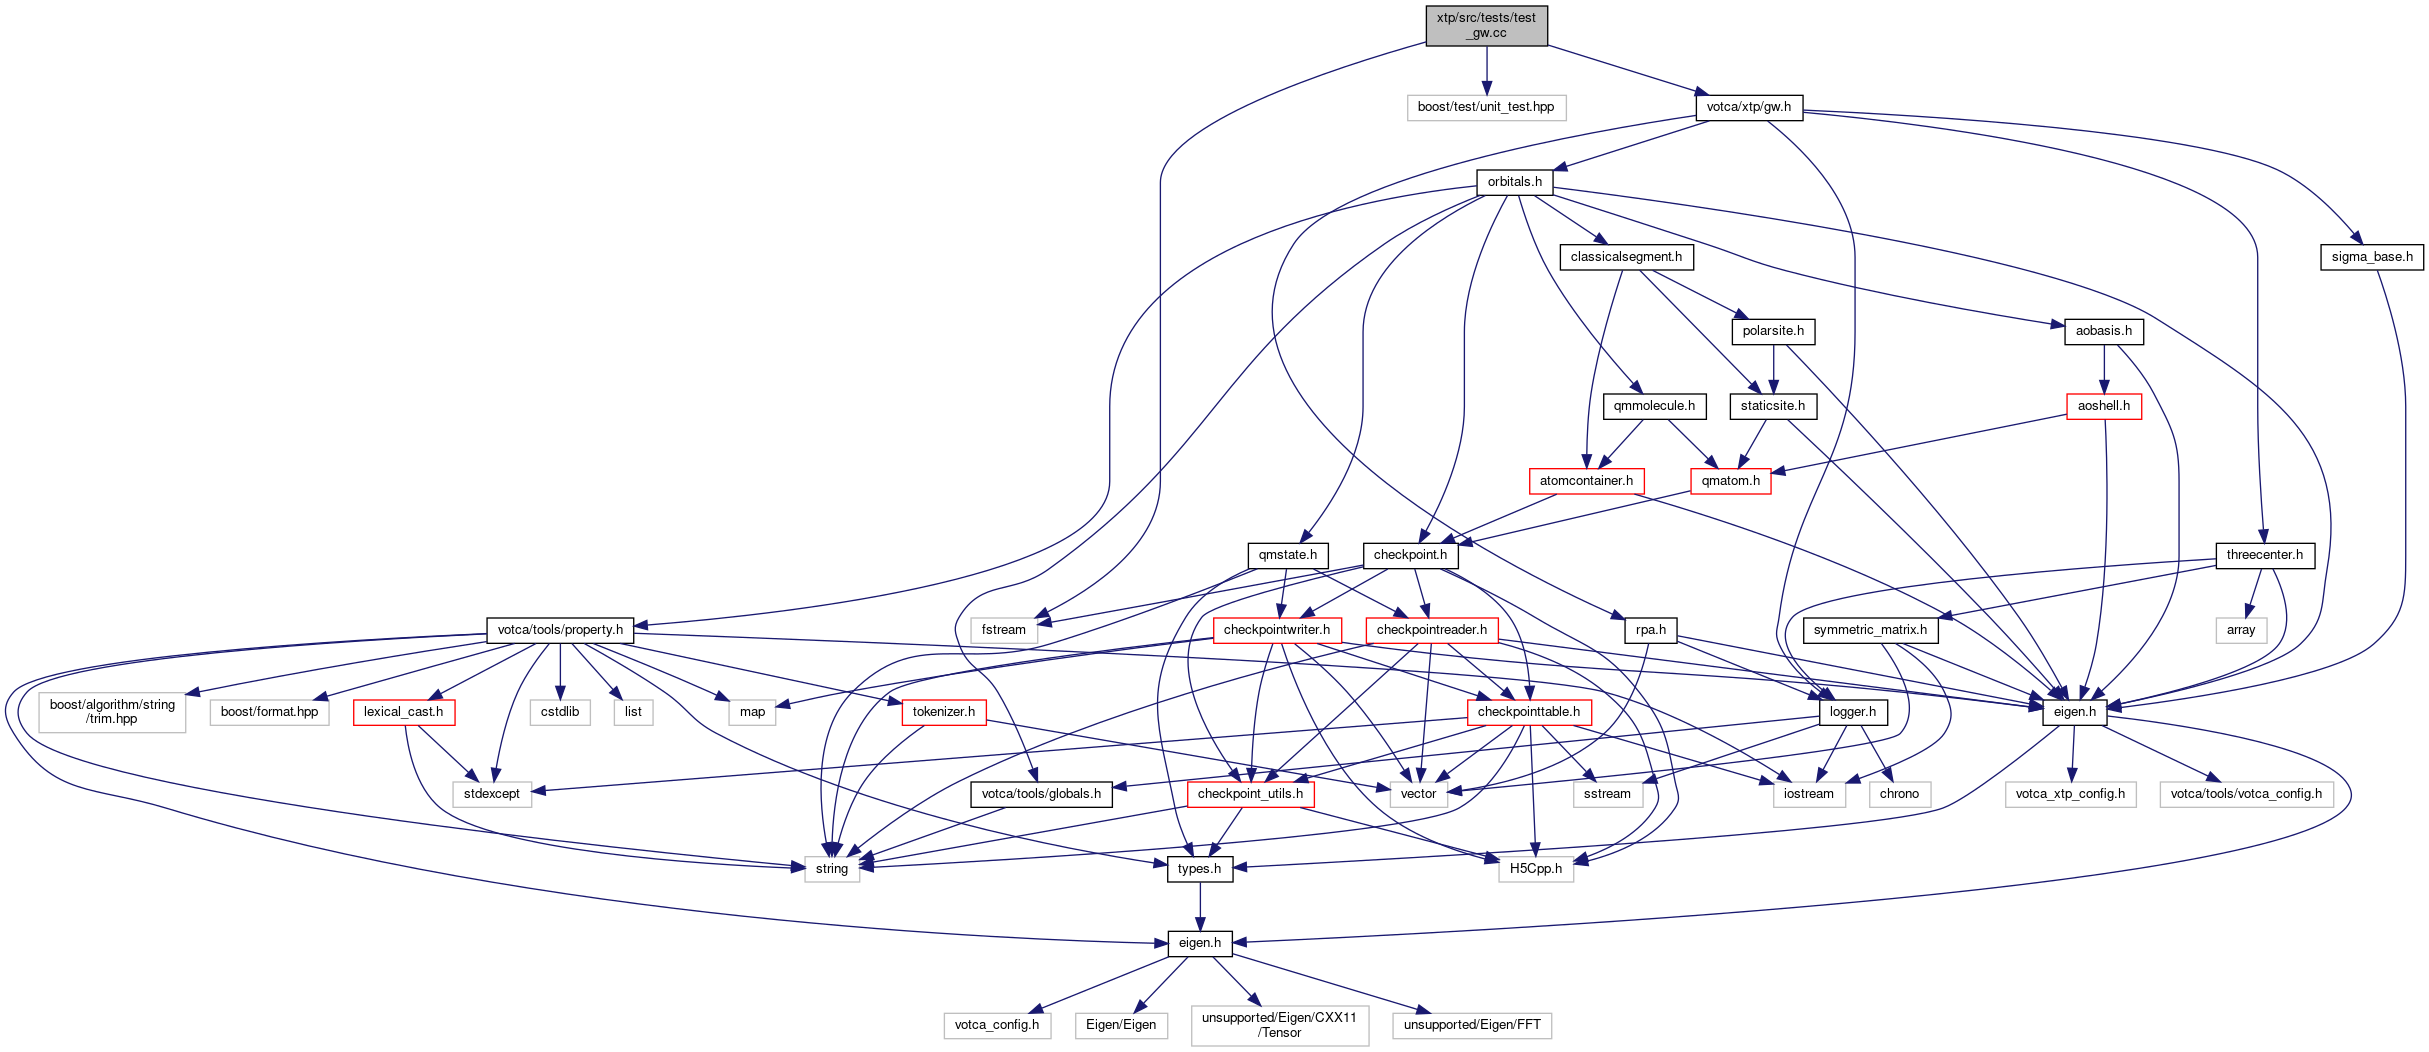 xtp/src/tests/test
_gw.cc
boost/test/unit_test.hpp
votca/xtp/gw.h
orbitals.h
classicalsegment.h
sigma_base.h
polarsite.h
aobasis.h
qmmolecule.h
staticsite.h
aoshell.h
atomcontainer.h
qmatom.h
qmstate.h
checkpoint.h
threecenter.h
votca/tools/property.h
fstream
checkpointwriter.h
checkpointreader.h
rpa.h
symmetric_matrix.h
array
boost/algorithm/string
/trim.hpp
boost/format.hpp
lexical_cast.h
cstdlib
list
map
tokenizer.h
checkpointtable.h
logger.h
eigen.h
stdexcept
votca/tools/globals.h
checkpoint_utils.h
vector
sstream
iostream
chrono
votca_xtp_config.h
votca/tools/votca_config.h
string
types.h
H5Cpp.h
eigen.h
votca_config.h
Eigen/Eigen
unsupported/Eigen/CXX11
/Tensor
unsupported/Eigen/FFT